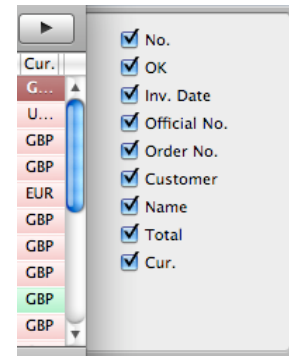 Cur.
G...
U...
GBP
GBP
EUR
GBP
GBP
GBP
GBP
GBP
No.
OK
Inv. Date
Official No.
Order No.
Customer
Name
Total
Cur.